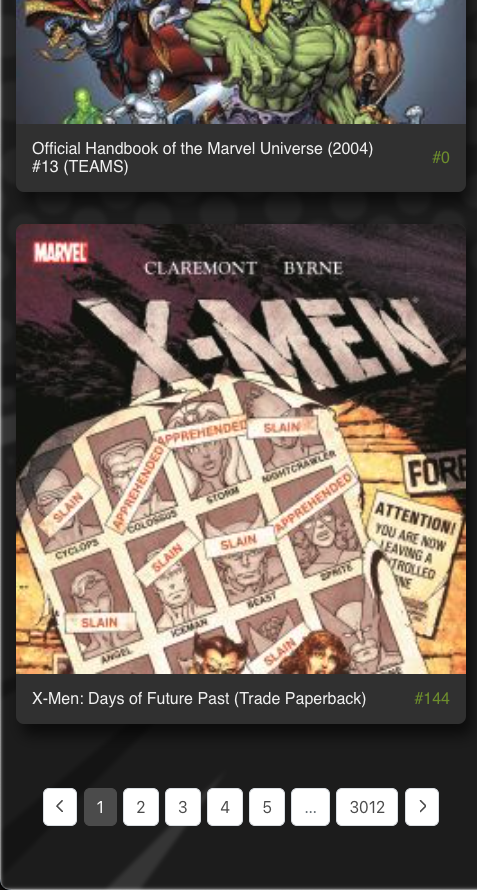 Official Handbook of the Marvel Universe (2004)
#13 (TEAMS)
#0
MARVEL
CLAREMONT BYRNE
X-MEN
APPREHENDED
SLAIN
SLAIN
APPREHENDED
STORM
NIGHTCRAWLER
CYCLOPS
COLOSSUS
APPREHENDED
SLAIN
SLAIN
SPRITE
SLAIN
ICEMAN
BEAST
ANGEL
SLAIN
FORE
ATTENTION!
YOU ARE NOW
LEAVING A
X-Men: Days of Future Past (Trade Paperback)
#144
1
2
3
4
5
...
3012